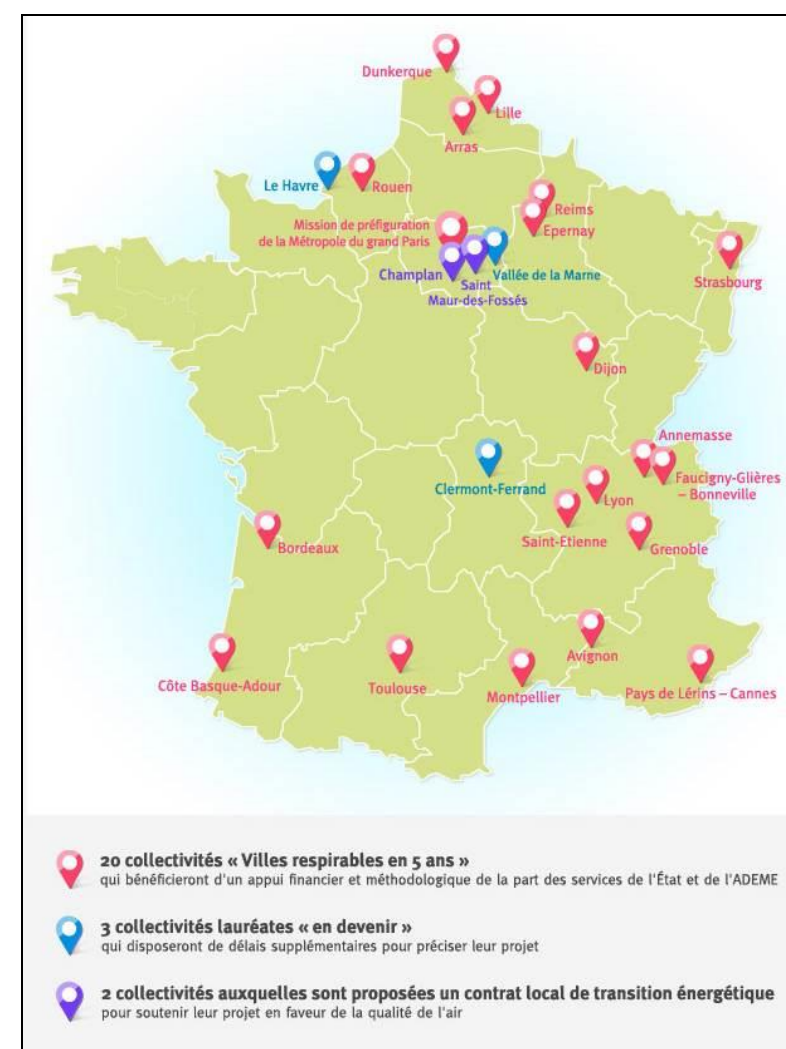 Dunkerque
Lille
Arras
Le Havre
Rouen
Reims
Epernay
Mission de préfiguration
de la Métropole du grand Paris
Champlan
Saint
Maur-des-Fossés
Vallée de la Marne
Strasbourg
Dijon
Annemasse
Clermont-Ferrand
Faucigny-Glières
– Bonneville
Lyon
Saint-Etienne
Grenoble
Bordeaux
Avignon
Côte Basque-Adour
Toulouse
Montpellier
Pays de Lérins – Cannes
20 collectivités « Villes respirables en 5 ans »
qui bénéficieront d'un appui financier et méthodologique de la part des services de l'État et de l'ADEME
3 collectivités lauréates « en devenir »
qui disposeront de délais supplémentaires pour préciser leur projet
2 collectivités auxquelles sont proposées un contrat local de transition énergétique
pour soutenir leur projet en faveur de la qualité de l'air